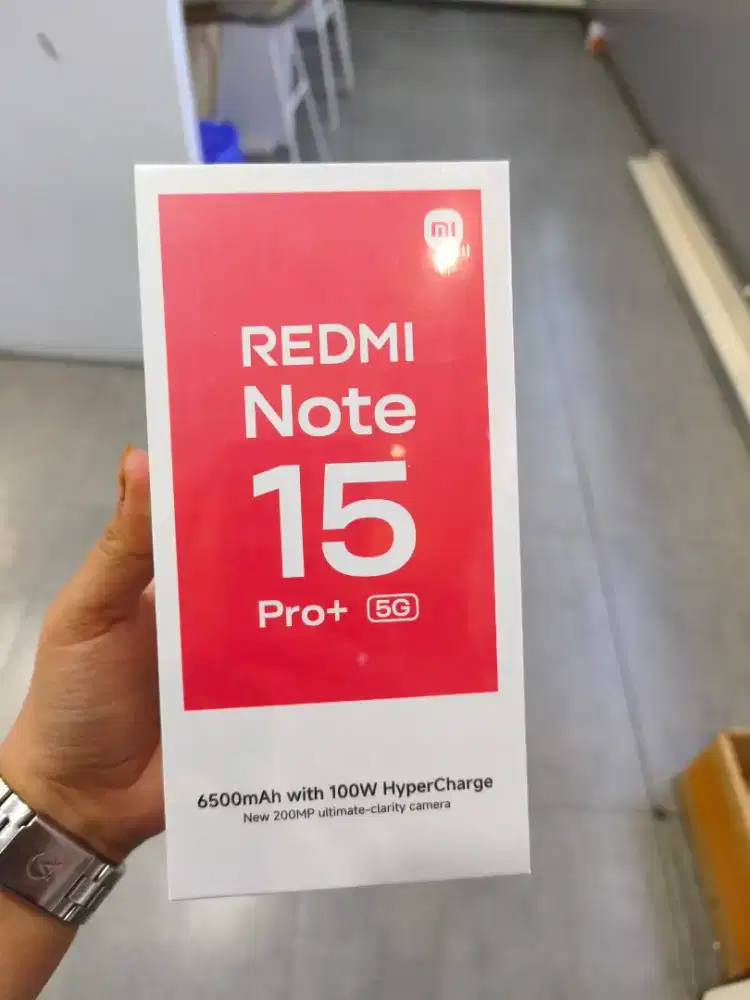 mi
REDMI
Note
15
Pro+ 5G
6500mAh with 100W HyperCharge
New 200MP ultimate-clarity camera